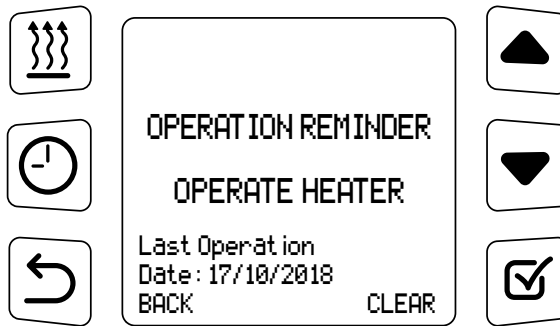 OPERATION REMINDER
OPERATE HEATER
Last Operation
Date: 17/10/2018
BACK CLEAR